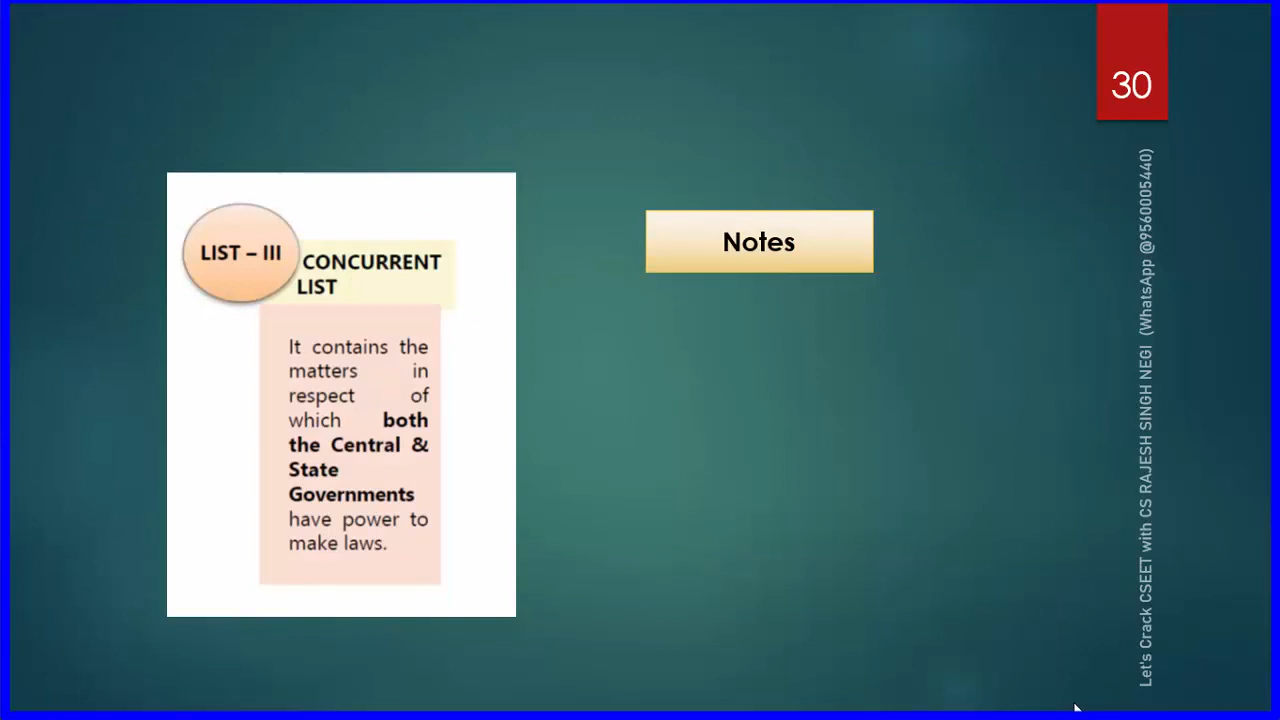 30
LIST – III
CONCURRENT
LIST
It contains the
matters in
respect of
which both
the Central &
State
Governments
have power to
make laws.
Notes
Let's Crack CSEET with CS RAJESH SINGH NEGI (WhatsApp @9560005440)